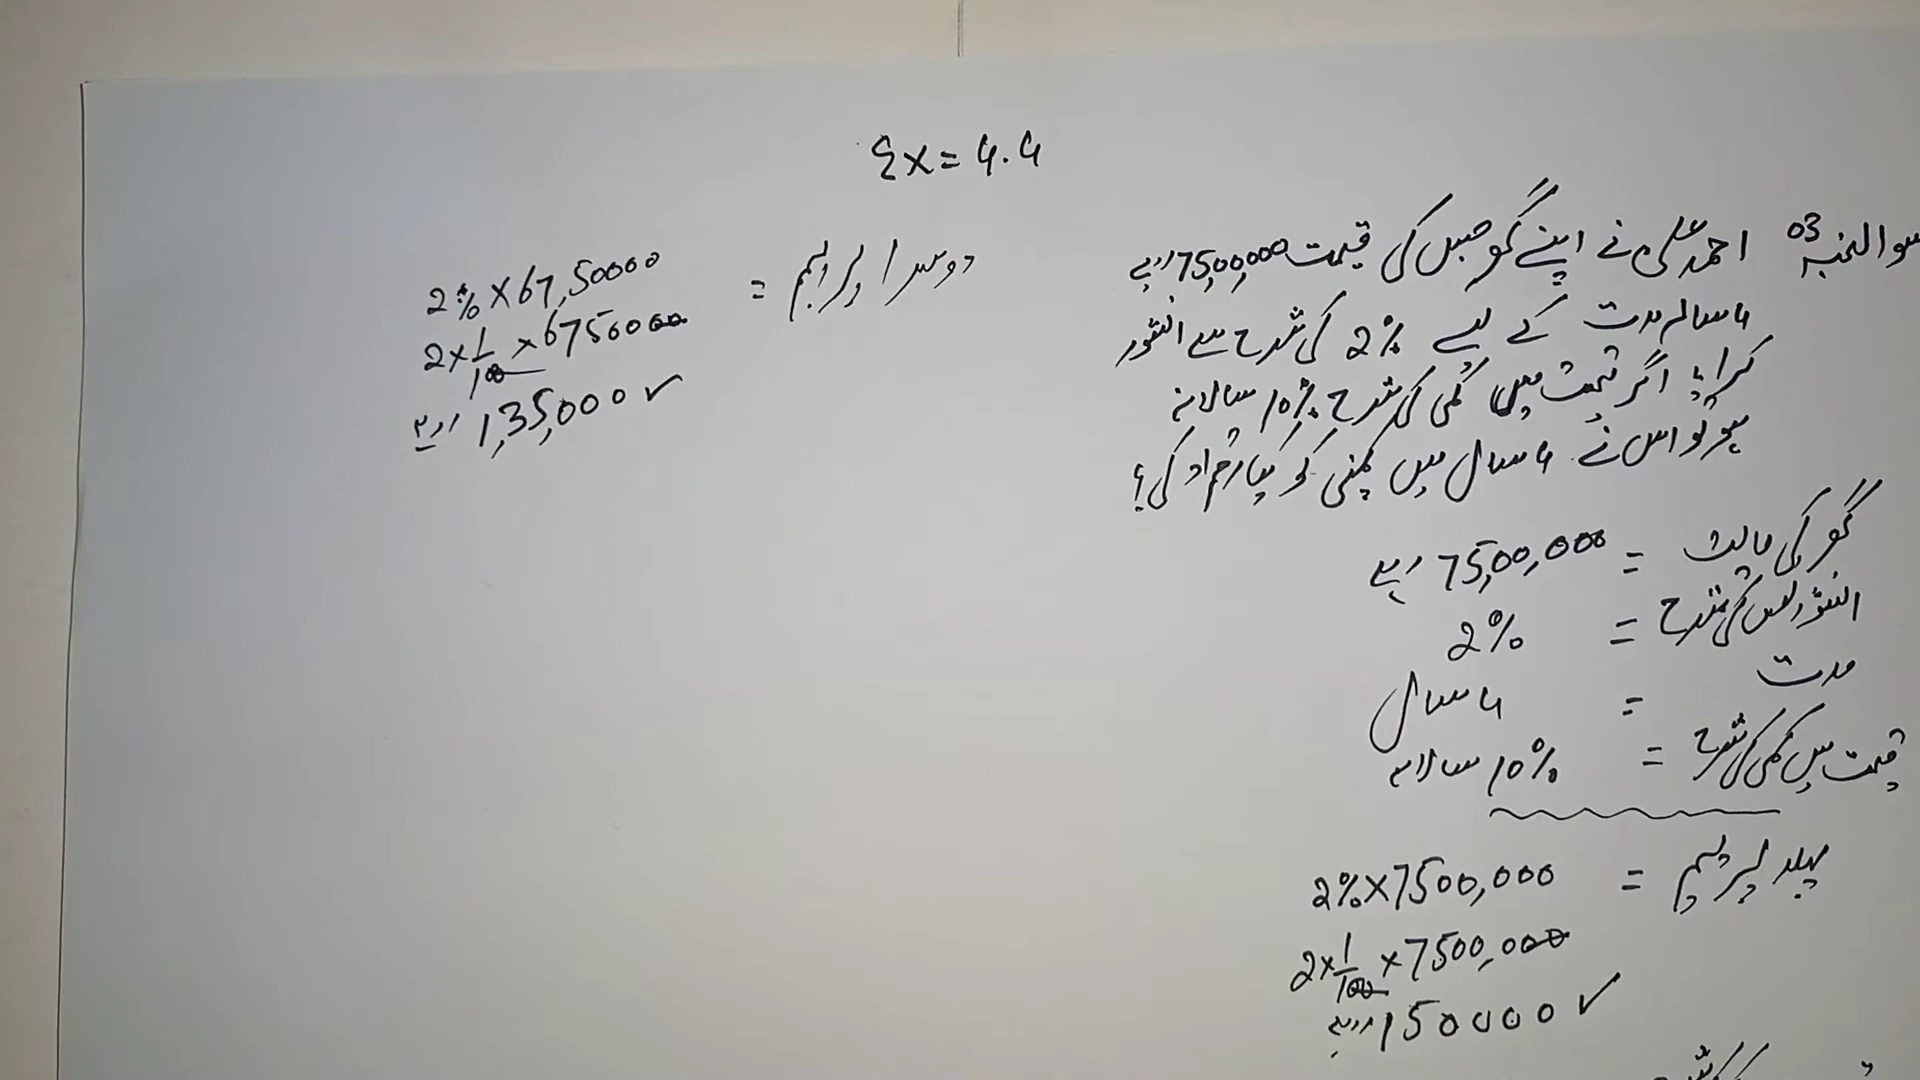 Ex = 4.4
سوال نمبر 03 احمد علی نے اپنے گھر جس کی قیمت 75,00,000 روپے
4 سالہ مدت کے لیے 2% کی شرح سے انشور
کرایا۔ اگر قیمت میں کمی کی شرح 10% سالانہ
ہو تو اس نے 4 سال میں کمپنی کو کیا رقم ادا کی؟
گھر کی مالیت = 75,00,000 روپے
انشورنس کی شرح = 2%
مدت = 4 سال
قیمت میں کمی کی شرح = 10% سالانہ
پہلا پریمیم = 2% × 7500,000
2 × 1/100 × 7500,000
150000 روپے ✓
دوسرا پریمیم = 2% × 67,50000
2 × 1/100 × 6750000
1,35,000 روپے ✓